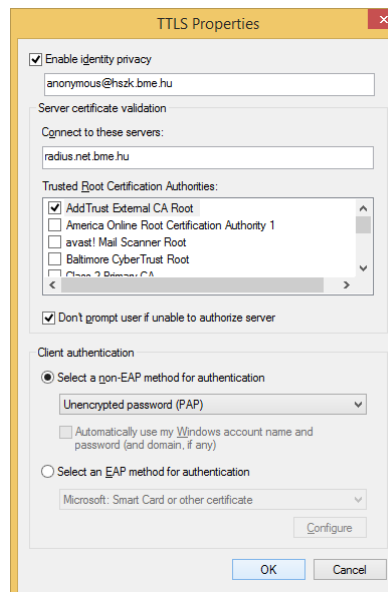 TTLS Properties
Enable identity privacy
anonymous@hszk.bme.hu
Server certificate validation
Connect to these servers:
radius.net.bme.hu
Trusted Root Certification Authorities:
AddTrust External CA Root
America Online Root Certification Authority 1
avast! Mail Scanner Root
Baltimore CyberTrust Root
Class 2 Primary CA
Don't prompt user if unable to authorize server
Client authentication
Select a non-EAP method for authentication
Unencrypted password (PAP)
Automatically use my Windows account name and
password (and domain, if any)
Select an EAP method for authentication
Microsoft: Smart Card or other certificate
Configure
OK
Cancel